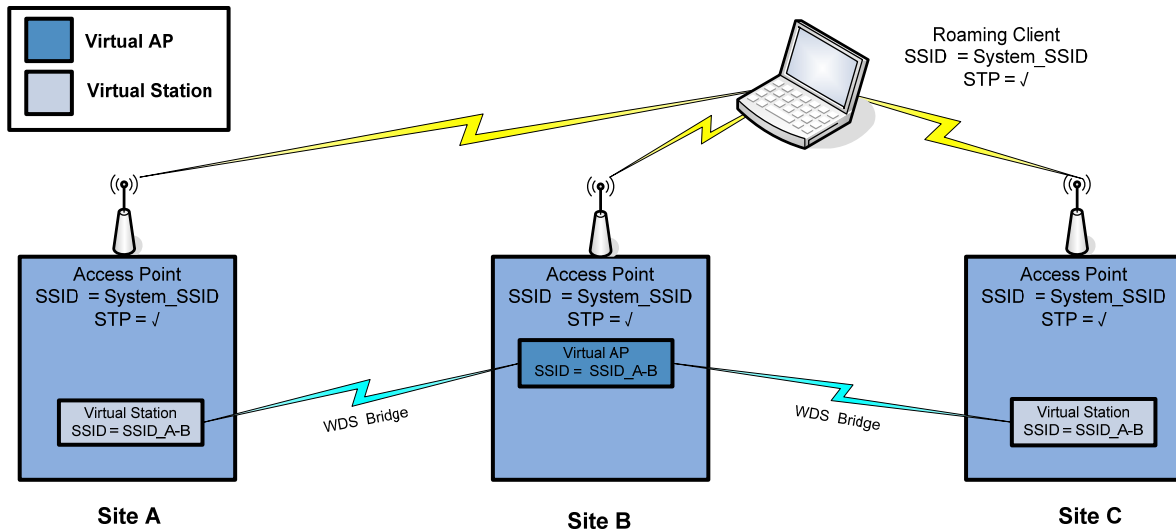 Virtual AP
Virtual Station
Roaming Client
SSID = System_SSID
STP = √
Access Point
SSID = System_SSID
STP = √
Virtual Station
SSID = SSID_A-B
WDS Bridge
Site A
Access Point
SSID = System_SSID
STP = √
Virtual AP
SSID = SSID_A-B
Site B
WDS Bridge
Access Point
SSID = System_SSID
STP = √
Virtual Station
SSID = SSID_A-B
Site C